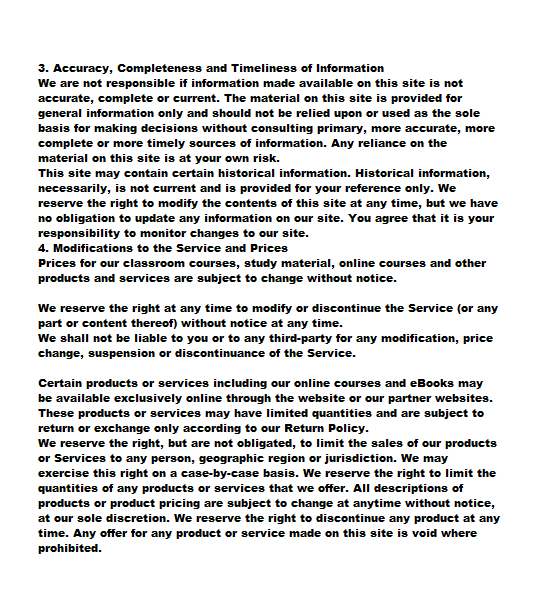 3. Accuracy, Completeness and Timeliness of Information
We are not responsible if information made available on this site is not
accurate, complete or current. The material on this site is provided for
general information only and should not be relied upon or used as the sole
basis for making decisions without consulting primary, more accurate, more
complete or more timely sources of information. Any reliance on the
material on this site is at your own risk.
This site may contain certain historical information. Historical information,
necessarily, is not current and is provided for your reference only. We
reserve the right to modify the contents of this site at any time, but we have
no obligation to update any information on our site. You agree that it is your
responsibility to monitor changes to our site.
4. Modifications to the Service and Prices
Prices for our classroom courses, study material, online courses and other
products and services are subject to change without notice.

We reserve the right at any time to modify or discontinue the Service (or any
part or content thereof) without notice at any time.
We shall not be liable to you or to any third-party for any modification, price
change, suspension or discontinuance of the Service.

Certain products or services including our online courses and eBooks may
be available exclusively online through the website or our partner websites.
These products or services may have limited quantities and are subject to
return or exchange only according to our Return Policy.
We reserve the right, but are not obligated, to limit the sales of our products
or Services to any person, geographic region or jurisdiction. We may
exercise this right on a case-by-case basis. We reserve the right to limit the
quantities of any products or services that we offer. All descriptions of
products or product pricing are subject to change at anytime without notice,
at our sole discretion. We reserve the right to discontinue any product at any
time. Any offer for any product or service made on this site is void where
prohibited.